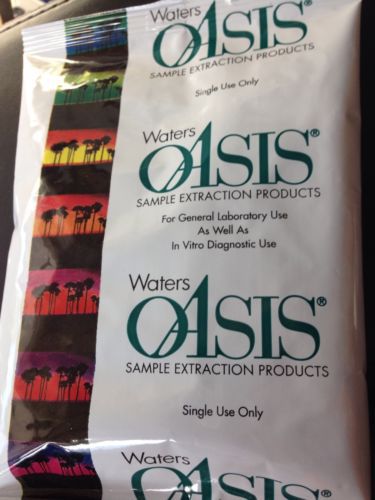 Waters
OASIS®
SAMPLE EXTRACTION PRODUCTS
Single Use Only
Waters
OASIS®
SAMPLE EXTRACTION PRODUCTS
For General Laboratory Use
As Well As
In Vitro Diagnostic Use
Waters
OASIS®
SAMPLE EXTRACTION PRODUCTS
Single Use Only
Waters
OASIS®